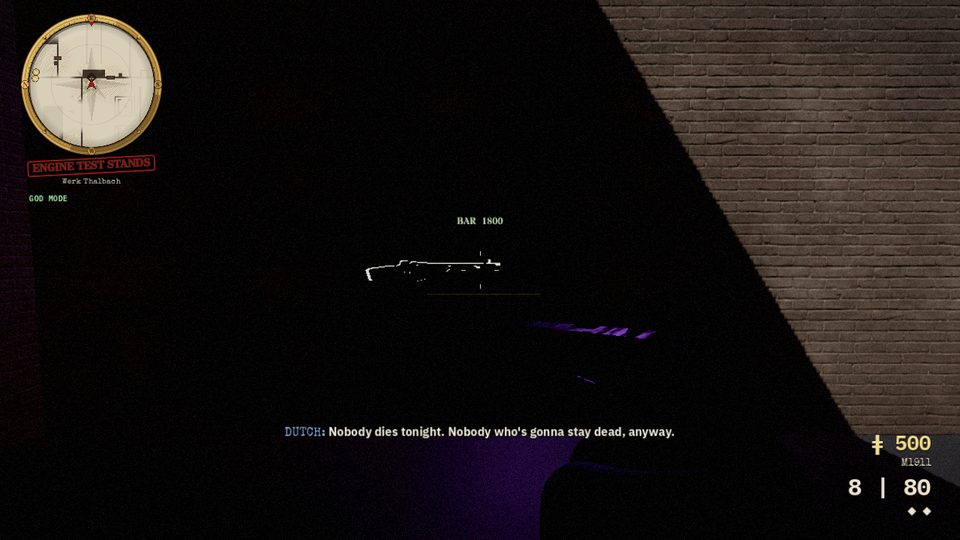 ENGINE TEST STANDS
Werk Thalbach
GOD MODE
BAR 1800
DUTCH: Nobody dies tonight. Nobody who's gonna stay dead, anyway.
500
M1911
8 | 80